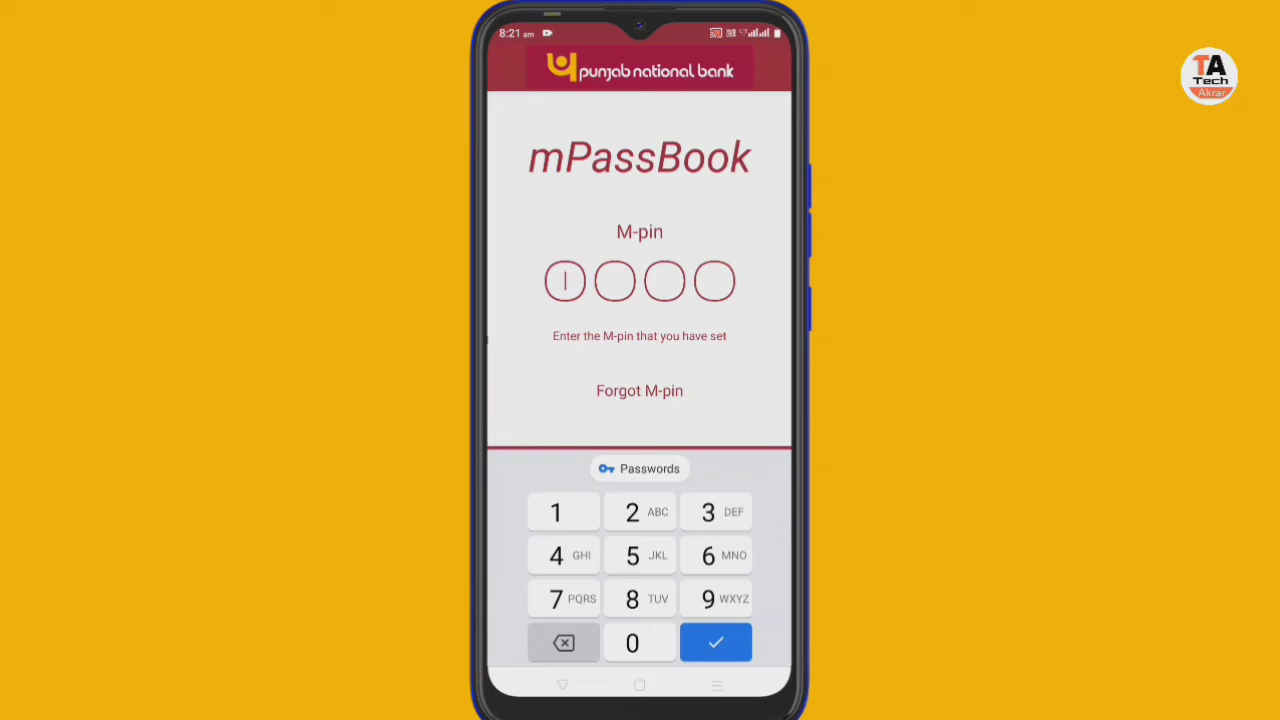 8:21 am
punjab national bank
TA
Tech
Akrar
mPassBook
M-pin
Enter the M-pin that you have set
Forgot M-pin
Passwords
1
2 ABC
3 DEF
4 GHI
5 JKL
6 MNO
7 PQRS
8 TUV
9 WXYZ
0